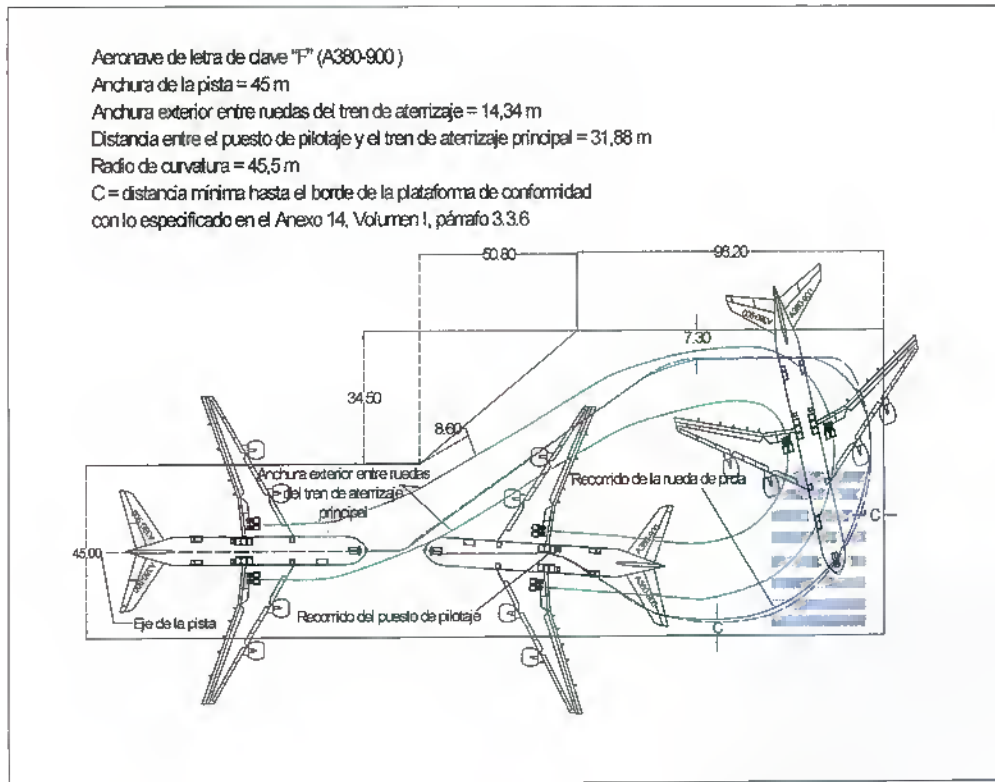 Aeronave de letra de clave "F" (A380-900)
Anchura de la pista = 45 m
Anchura exterior entre ruedas del tren de aterrizaje = 14,34 m
Distancia entre el puesto de pilotaje y el tren de aterrizaje principal = 31,88 m
Radio de curvatura = 45,5 m
C = distancia mínima hasta el borde de la plataforma de conformidad
con lo especificado en el Anexo 14, Volumen I, párrafo 3.3.6
50.80
96.20
7.30
34.50
8.60
Anchura exterior entre ruedas
del tren de aterrizaje
principal
Recorrido de la rueda de proa
C
45.00
Eje de la pista
Recorrido del puesto de pilotaje
C
A380-900